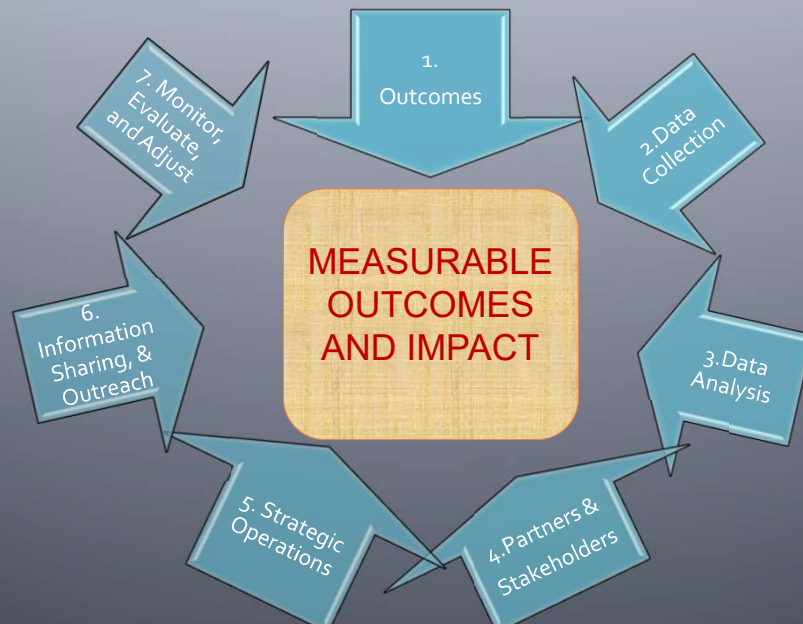 1.
Outcomes
2.Data
Collection
3.Data
Analysis
4.Partners &
Stakeholders
5. Strategic
Operations
6.
Information
Sharing, &
Outreach
7. Monitor,
Evaluate,
and Adjust
MEASURABLE
OUTCOMES
AND IMPACT